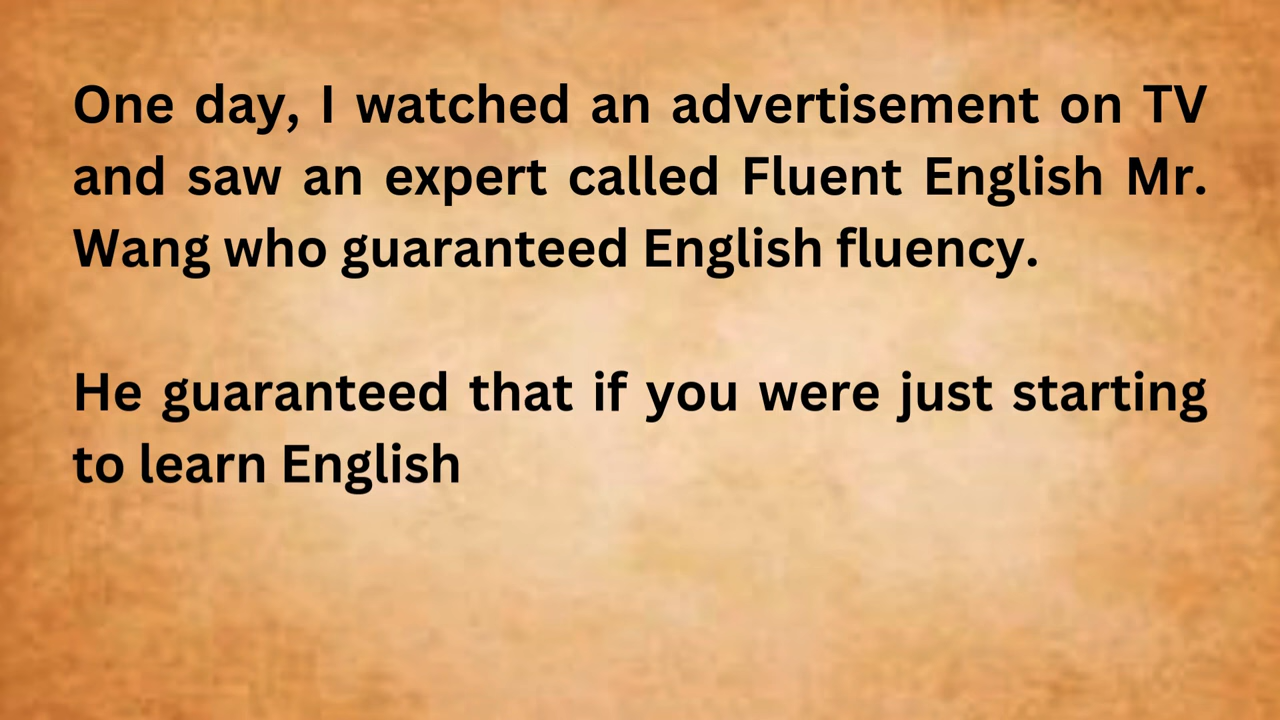 One day, I watched an advertisement on TV
and saw an expert called Fluent English Mr.
Wang who guaranteed English fluency.
He guaranteed that if you were just starting
to learn English